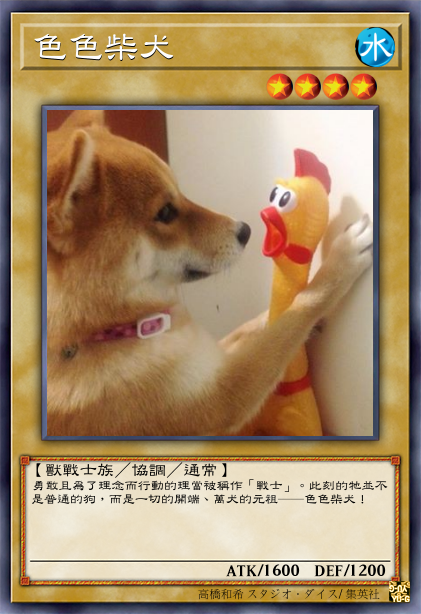 色色柴犬
水
【獸戰士族／協調／通常】
勇敢且為了理念而行動的理當被稱作「戰士」。此刻的牠並不
是普通的狗，而是一切的開端、萬犬的元祖──色色柴犬！
ATK/1600 DEF/1200
高橋和希 スタジオ・ダイス/ 集英社